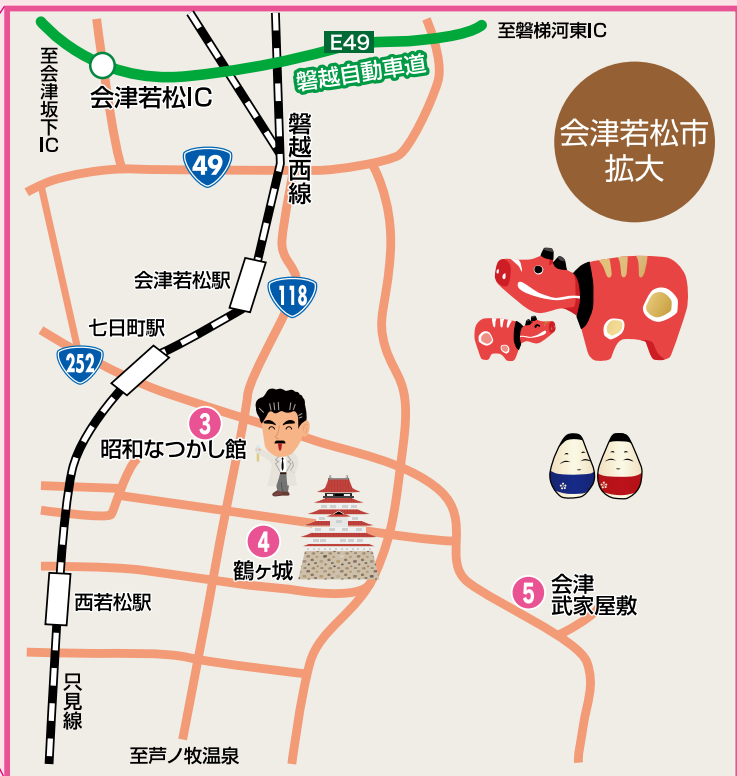 E49
至磐梯河東IC
磐越自動車道
会津若松IC
至会津坂下IC
会津若松市
拡大
49
磐越西線
会津若松駅
118
七日町駅
252
3
昭和なつかし館
4
鶴ヶ城
5
会津
武家屋敷
西若松駅
只見線
至芦ノ牧温泉